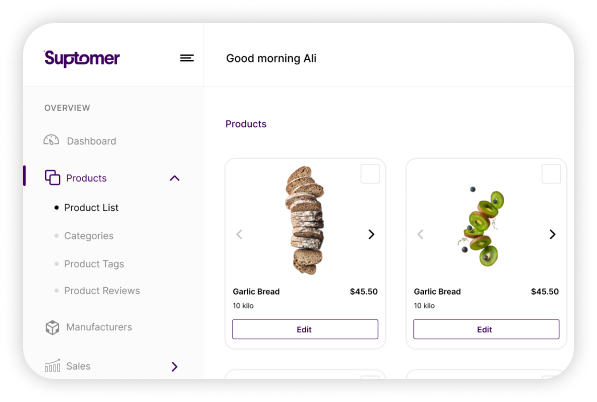 Suptomer
Good morning Ali
OVERVIEW
Dashboard
Products
Product List
Categories
Product Tags
Product Reviews
Manufacturers
Sales
Products
Garlic Bread $45.50
10 kilo
Edit
Garlic Bread $45.50
10 kilo
Edit